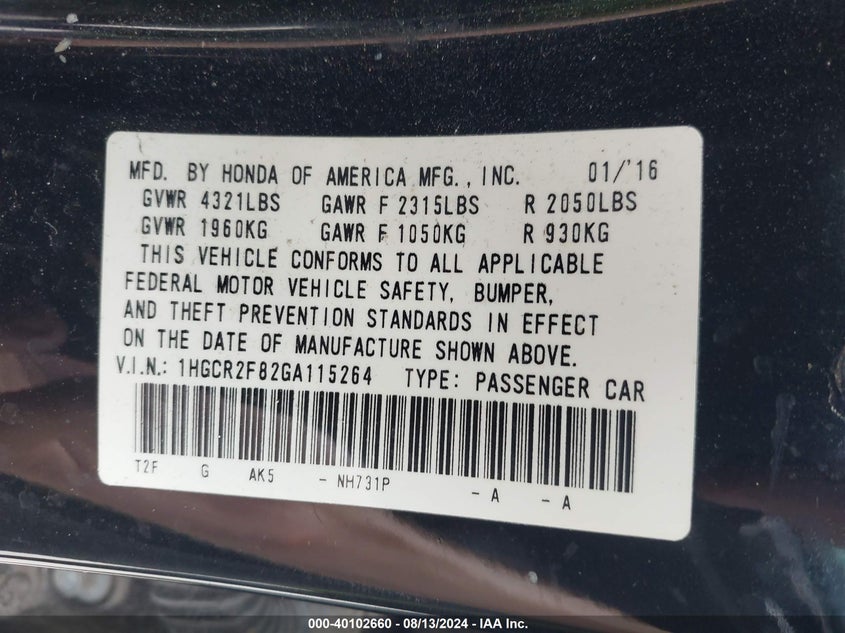 MFD. BY HONDA OF AMERICA MFG., INC. 01/'16
GVWR 4321LBS GAWR F 2315LBS R 2050LBS
GVWR 1960KG GAWR F 1050KG R 930KG
THIS VEHICLE CONFORMS TO ALL APPLICABLE
FEDERAL MOTOR VEHICLE SAFETY, BUMPER,
AND THEFT PREVENTION STANDARDS IN EFFECT
ON THE DATE OF MANUFACTURE SHOWN ABOVE.
V.I.N.: 1HGCR2F82GA115264 TYPE: PASSENGER CAR
T2F G AK5 - NH731P - A - A
000-40102660 - 08/13/2024 - IAA Inc.